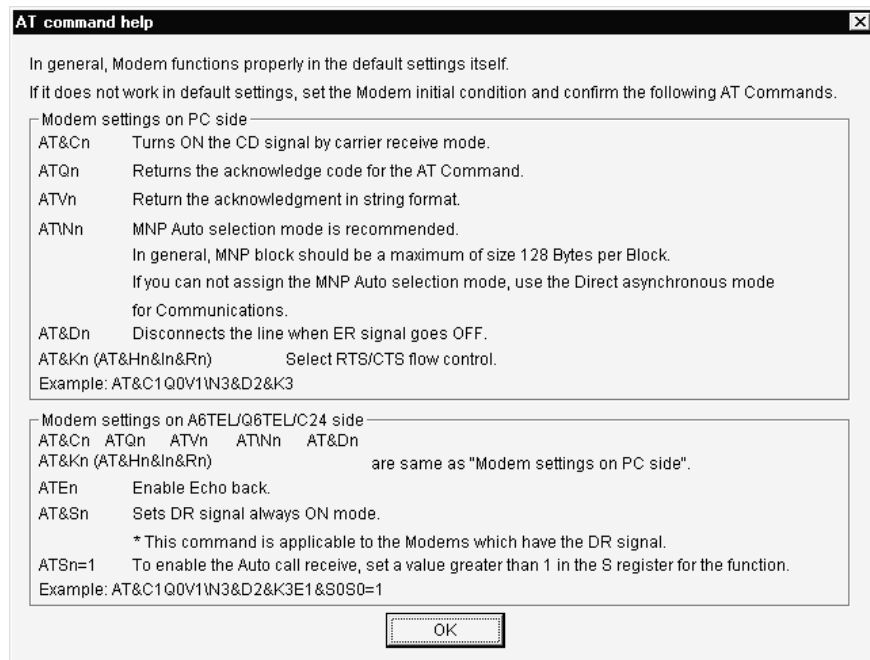 AT command help
In general, Modem functions properly in the default settings itself.
If it does not work in default settings, set the Modem initial condition and confirm the following AT Commands.
Modem settings on PC side
AT&Cn Turns ON the CD signal by carrier receive mode.
ATQn Returns the acknowledge code for the AT Command.
ATVn Return the acknowledgment in string format.
AT\Nn MNP Auto selection mode is recommended.
In general, MNP block should be a maximum of size 128 Bytes per Block.
If you can not assign the MNP Auto selection mode, use the Direct asynchronous mode
for Communications.
AT&Dn Disconnects the line when ER signal goes OFF.
AT&Kn (AT&Hn&In&Rn) Select RTS/CTS flow control.
Example: AT&C1Q0V1\N3&D2&K3
Modem settings on A6TEL/Q6TEL/C24 side
AT&Cn ATQn ATVn AT\Nn AT&Dn
AT&Kn (AT&Hn&In&Rn) are same as "Modem settings on PC side".
ATEn Enable Echo back.
AT&Sn Sets DR signal always ON mode.
* This command is applicable to the Modems which have the DR signal.
ATSn=1 To enable the Auto call receive, set a value greater than 1 in the S register for the function.
Example: AT&C1Q0V1\N3&D2&K3E1&S0S0=1
OK